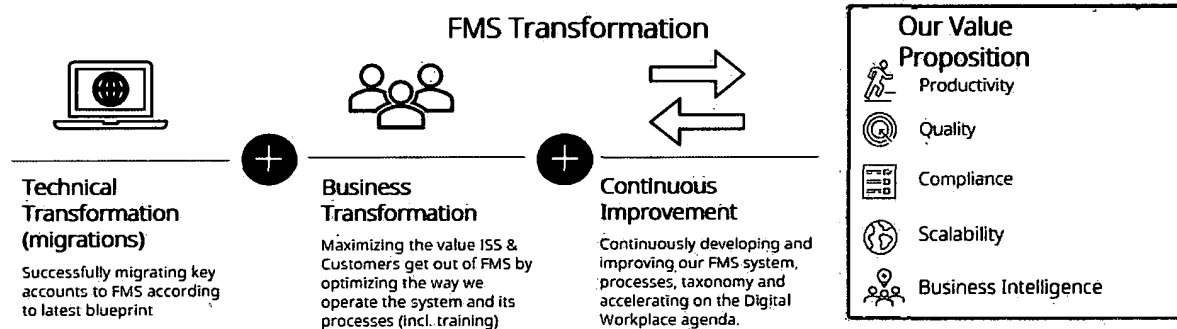 FMS Transformation
Technical
Transformation
(migrations)
Successfully migrating key
accounts to FMS according
to latest blueprint
Business
Transformation
Maximizing the value ISS &
Customers get out of FMS by
optimizing the way we
operate the system and its
processes (incl. training)
Continuous
Improvement
Continuously developing and
improving our FMS system,
processes, taxonomy and
accelerating on the Digital
Workplace agenda.
Our Value
Proposition
Productivity
Quality
Compliance
Scalability
Business Intelligence